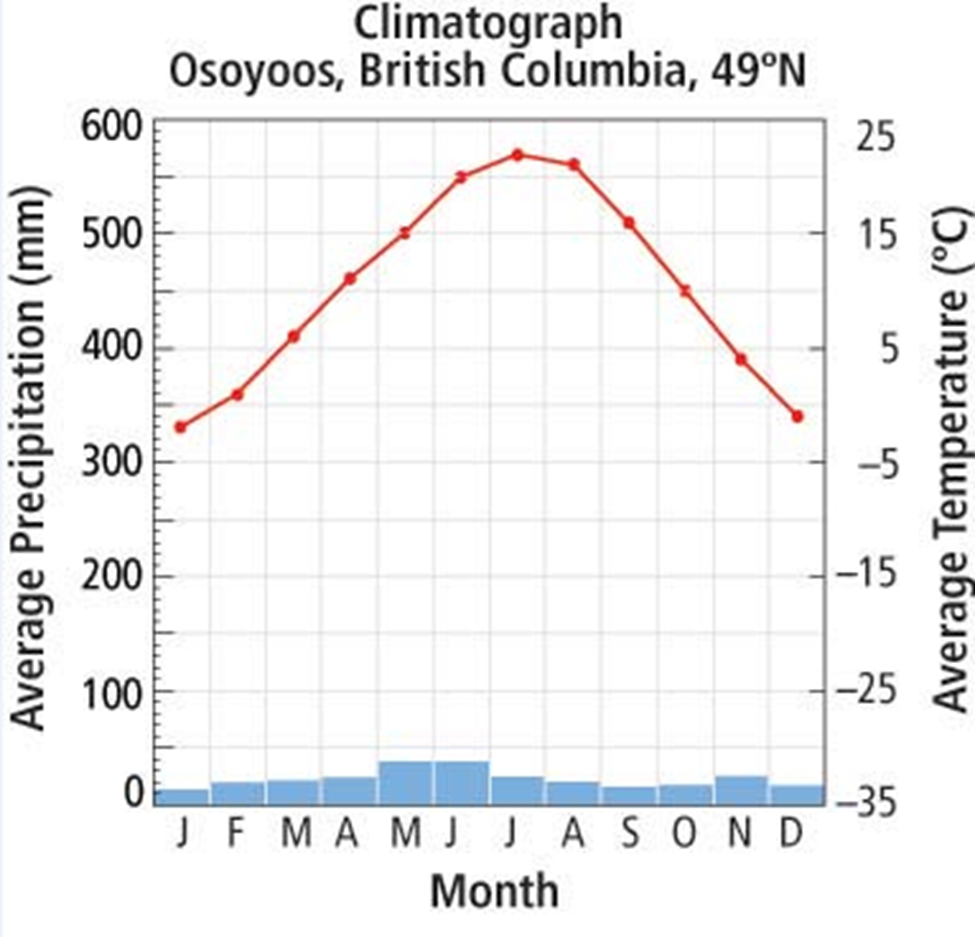 Climatograph
Osoyoos, British Columbia, 49°N
Average Precipitation (mm)
600
500
400
300
200
100
0
25
15
5
–5
–15
–25
–35
Average Temperature (°C)
J F M A M J J A S O N D
Month